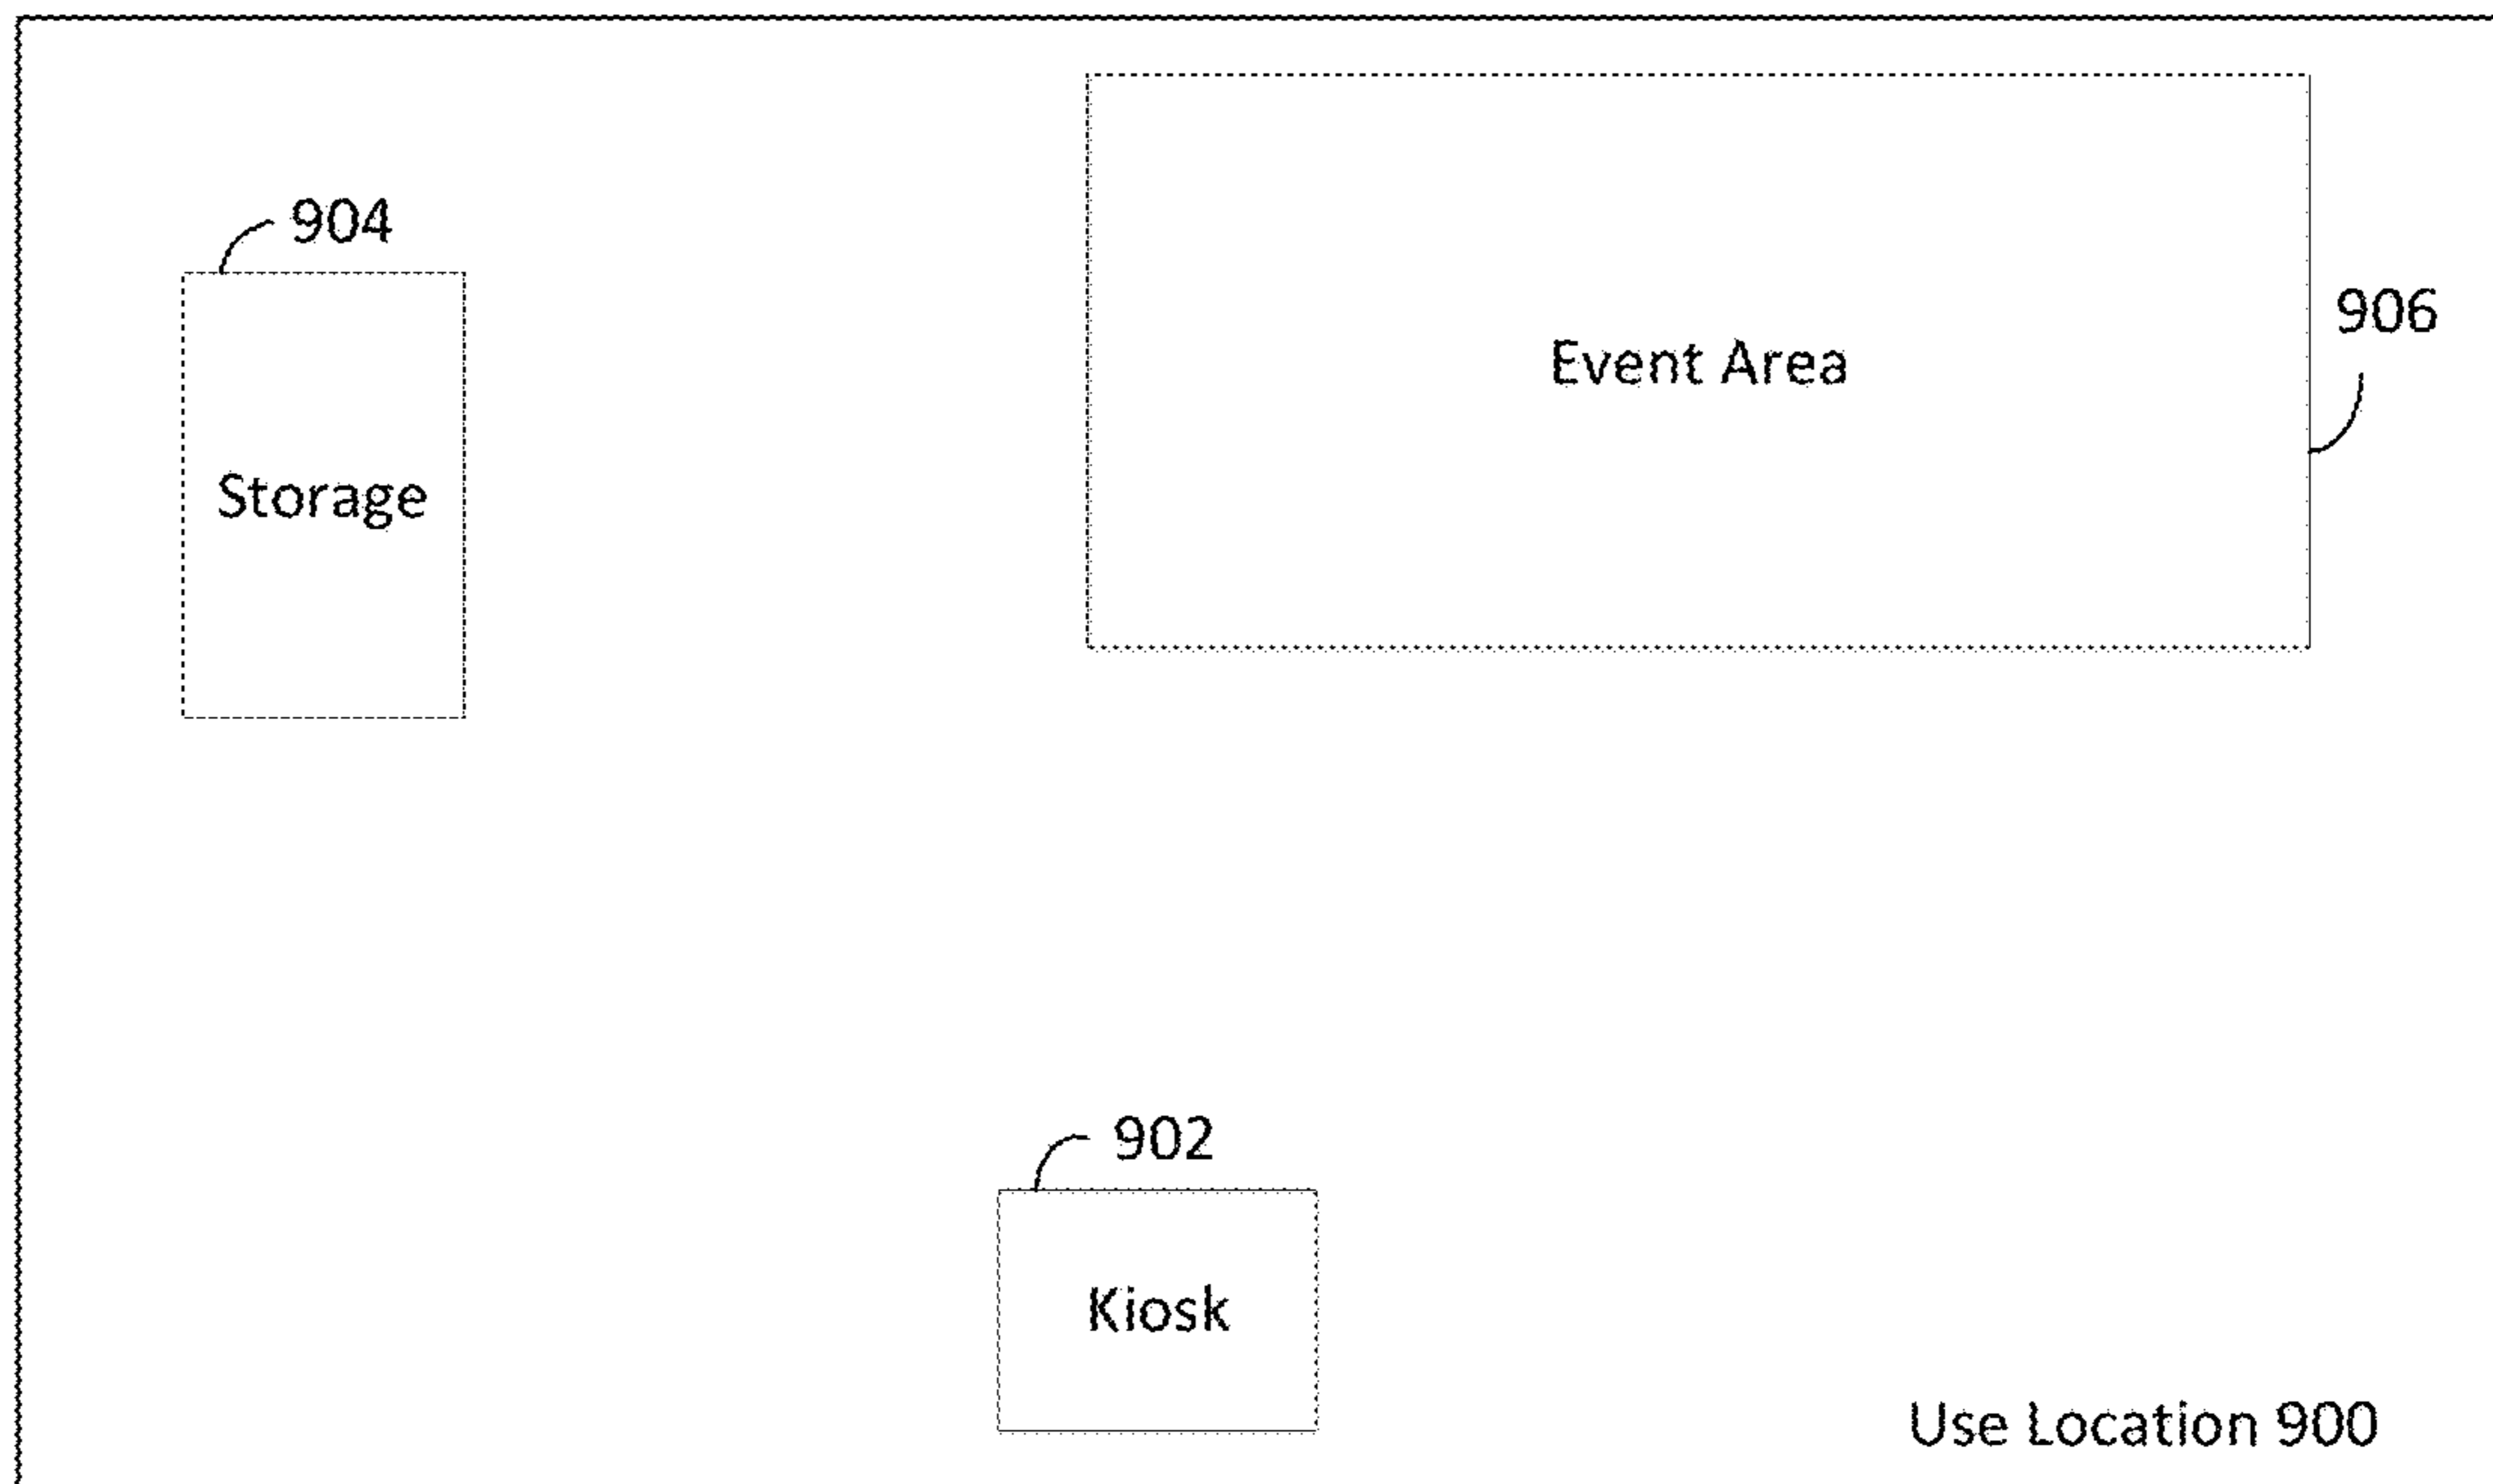 904
906
Event Area
Storage
902
Kiosk
Use Location 900